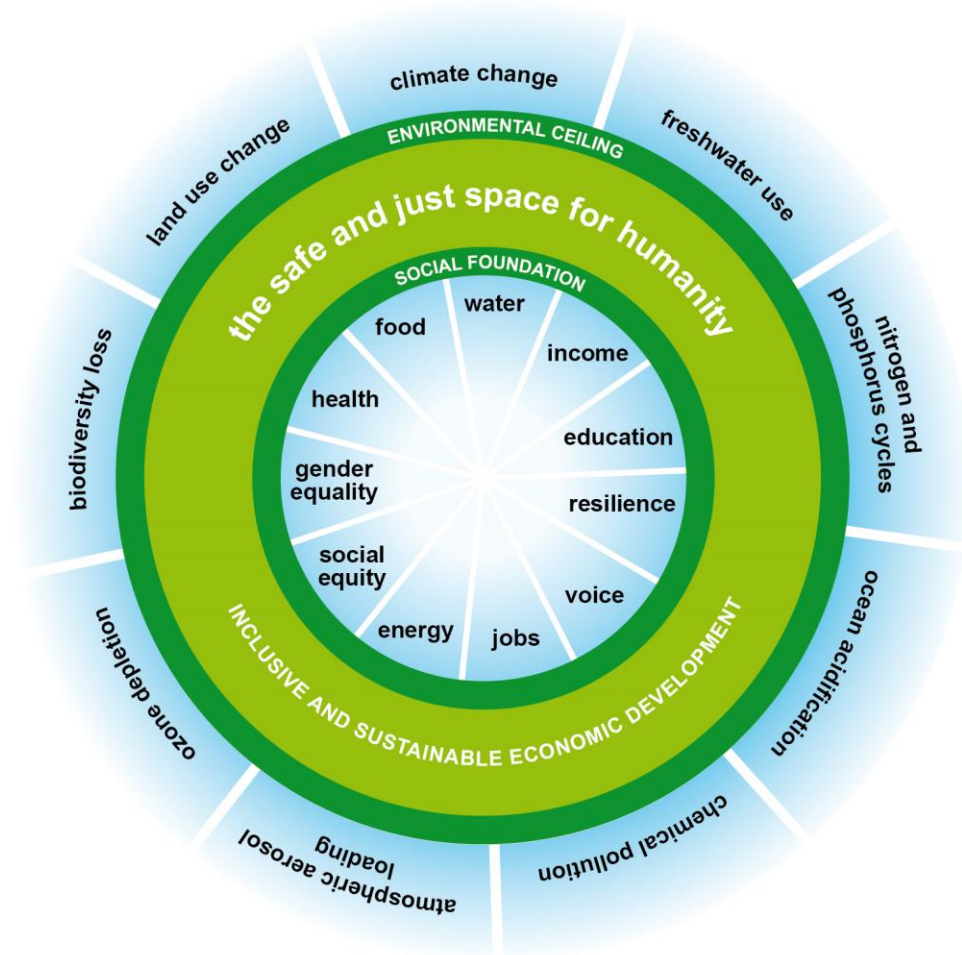 climate change
freshwater use
nitrogen and
phosphorus cycles
ocean acidification
chemical pollution
atmospheric aerosol
loading
ozone depletion
biodiversity loss
land use change
ENVIRONMENTAL CEILING
the safe and just space for humanity
SOCIAL FOUNDATION
water
income
education
resilience
voice
jobs
energy
social
equity
gender
equality
health
food
INCLUSIVE AND SUSTAINABLE ECONOMIC DEVELOPMENT